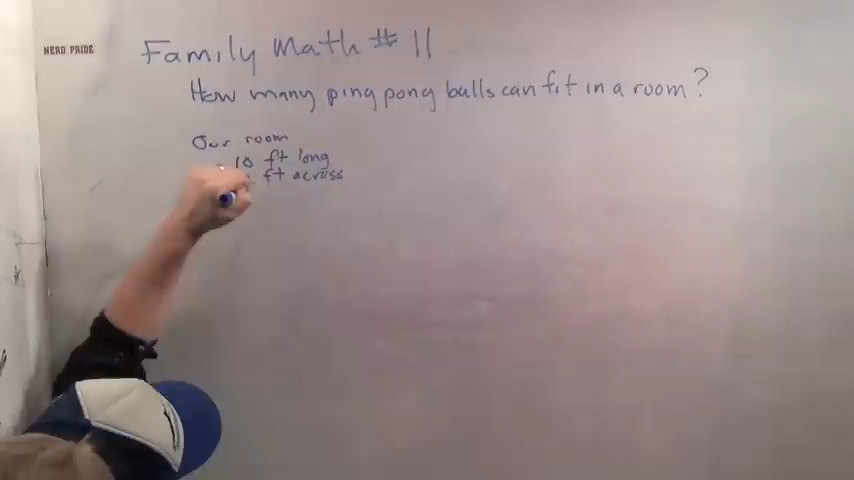 NERD PRIDE
Family Math # 11
How many ping pong balls can fit in a room?
Our room
10 ft long
ft across